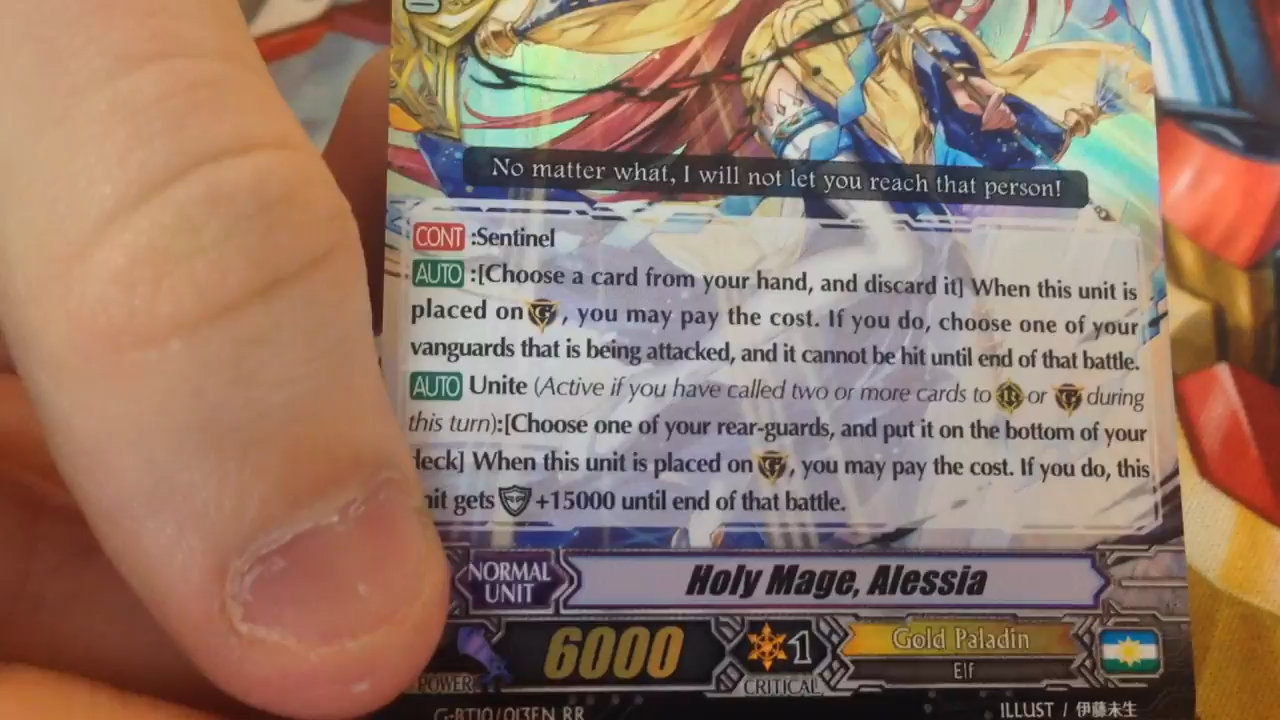 No matter what, I will not let you reach that person!
CONT :Sentinel
AUTO :[Choose a card from your hand, and discard it] When this unit is
placed on G, you may pay the cost. If you do, choose one of your
vanguards that is being attacked, and it cannot be hit until end of that battle.
AUTO Unite (Active if you have called two or more cards to R or G during
this turn):[Choose one of your rear-guards, and put it on the bottom of your
deck] When this unit is placed on G, you may pay the cost. If you do, this
unit gets +15000 until end of that battle.
NORMAL
UNIT
Holy Mage, Alessia
POWER
6000
1
CRITICAL
Gold Paladin
Elf
G-BT10/013EN RR
ILLUST / 伊藤未生